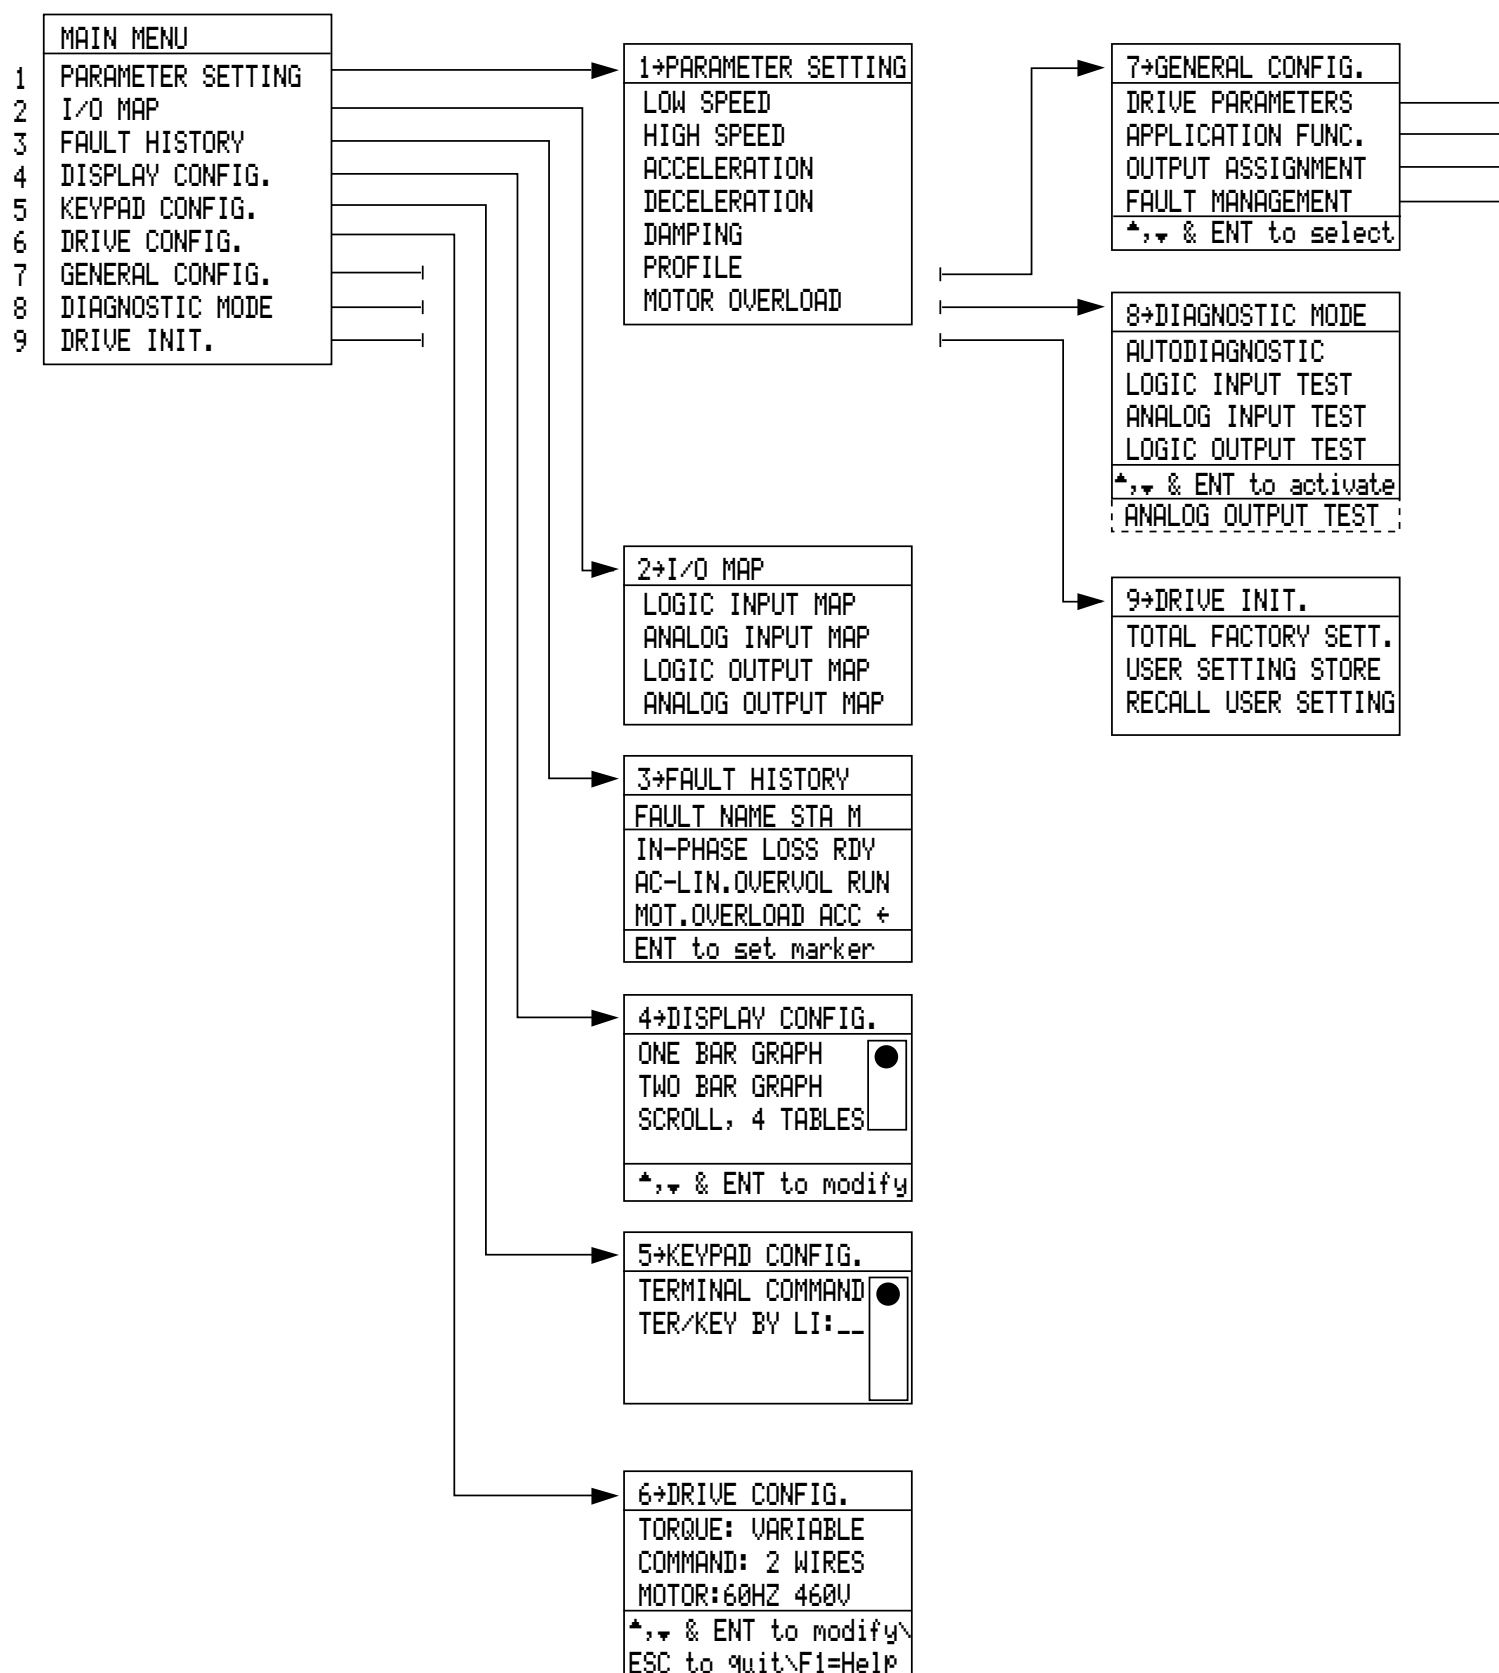 MAIN MENU
1 PARAMETER SETTING
2 I/O MAP
3 FAULT HISTORY
4 DISPLAY CONFIG.
5 KEYPAD CONFIG.
6 DRIVE CONFIG.
7 GENERAL CONFIG.
8 DIAGNOSTIC MODE
9 DRIVE INIT.
1→PARAMETER SETTING
LOW SPEED
HIGH SPEED
ACCELERATION
DECELERATION
DAMPING
PROFILE
MOTOR OVERLOAD
2→I/O MAP
LOGIC INPUT MAP
ANALOG INPUT MAP
LOGIC OUTPUT MAP
ANALOG OUTPUT MAP
3→FAULT HISTORY
FAULT NAME STA M
IN-PHASE LOSS RDY
AC-LIN.OVERVOL RUN
MOT.OVERLOAD ACC ←
ENT to set marker
4→DISPLAY CONFIG.
ONE BAR GRAPH
TWO BAR GRAPH
SCROLL, 4 TABLES
▲,▼ & ENT to modify
5→KEYPAD CONFIG.
TERMINAL COMMAND
TER/KEY BY LI:__
6→DRIVE CONFIG.
TORQUE: VARIABLE
COMMAND: 2 WIRES
MOTOR:60HZ 460V
▲,▼ & ENT to modify\
ESC to quit\F1=Help
7→GENERAL CONFIG.
DRIVE PARAMETERS
APPLICATION FUNC.
OUTPUT ASSIGNMENT
FAULT MANAGEMENT
▲,▼ & ENT to select
8→DIAGNOSTIC MODE
AUTODIAGNOSTIC
LOGIC INPUT TEST
ANALOG INPUT TEST
LOGIC OUTPUT TEST
▲,▼ & ENT to activate
ANALOG OUTPUT TEST
9→DRIVE INIT.
TOTAL FACTORY SETT.
USER SETTING STORE
RECALL USER SETTING